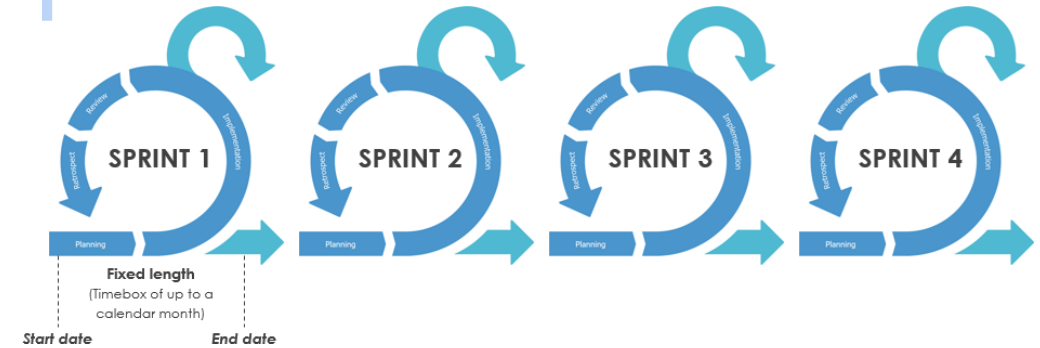 Review
Implementation
Retrospect
SPRINT 1
Planning
Review
Implementation
Retrospect
SPRINT 2
Planning
Review
Implementation
Retrospect
SPRINT 3
Planning
Review
Implementation
Retrospect
SPRINT 4
Planning
Fixed length
(Timebox of up to a
calendar month)
Start date
End date